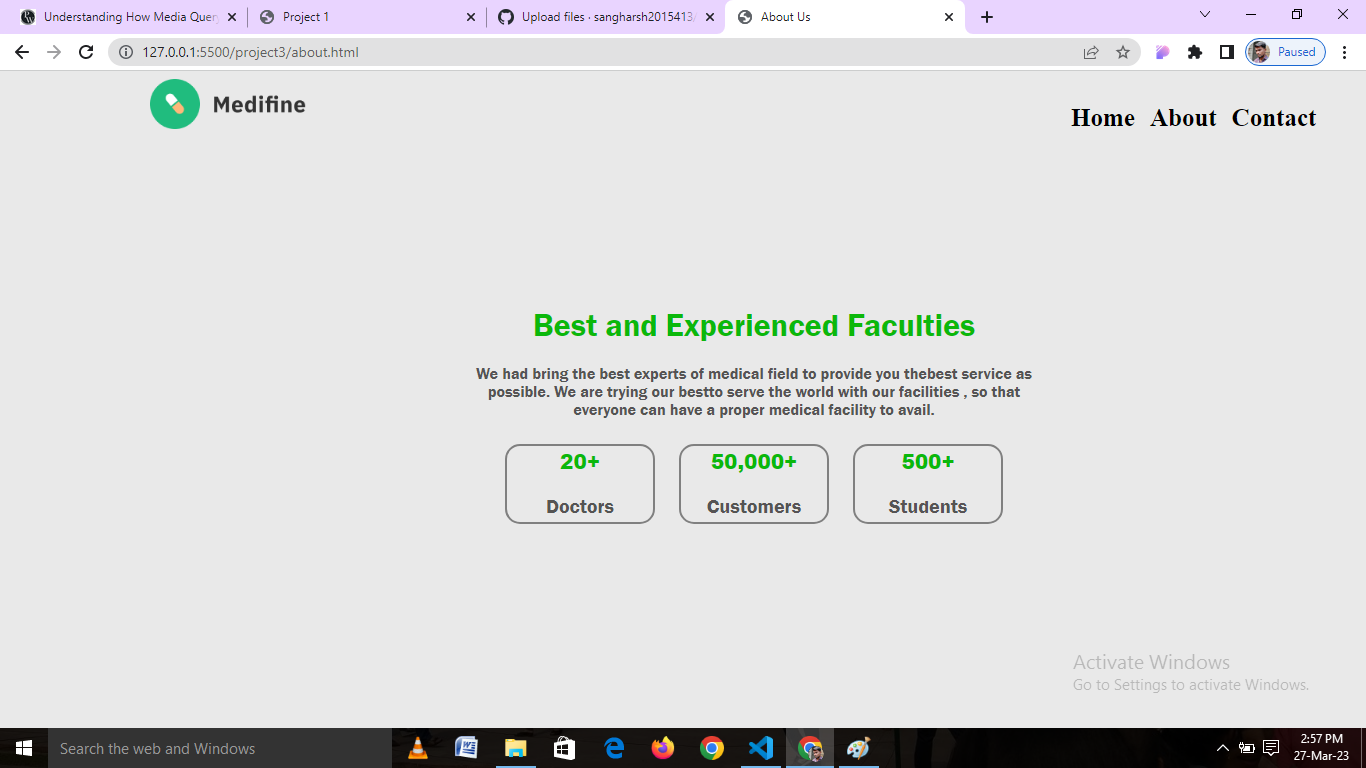 Understanding How Media Quer
Project 1
Upload files · sangharsh2015413/
About Us
127.0.0.1:5500/project3/about.html
Paused
Medifine
Home About Contact
Best and Experienced Faculties
We had bring the best experts of medical field to provide you thebest service as
possible. We are trying our bestto serve the world with our facilities , so that
everyone can have a proper medical facility to avail.
20+ 50,000+ 500+
Doctors Customers Students
Activate Windows
Go to Settings to activate Windows.
Search the web and Windows
2:57 PM
27-Mar-23